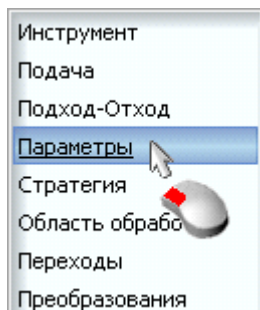 Инструмент
Подача
Подход-Отход
Параметры
Стратегия
Область обрабо
Переходы
Преобразования